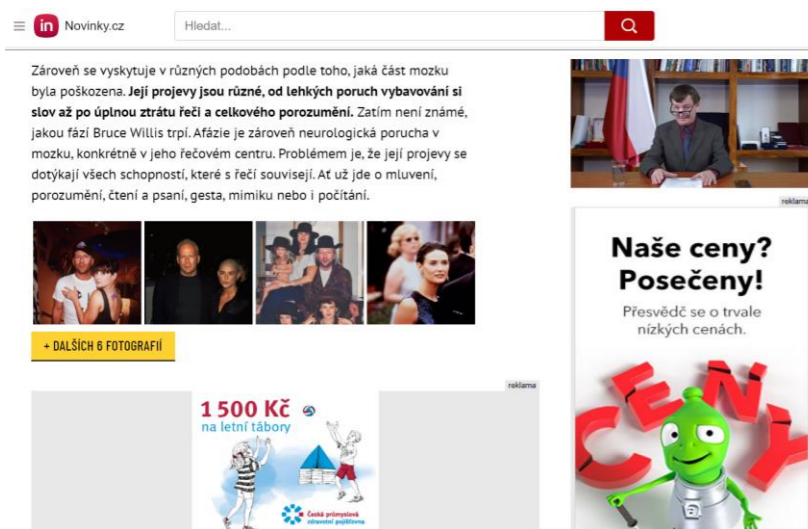 in Novinky.cz
Hledat...
Zároveň se vyskytuje v různých podobách podle toho, jaká část mozku
byla poškozena. Její projevy jsou různé, od lehkých poruch vybavování si
slov až po úplnou ztrátu řeči a celkového porozumění. Zatím není známé,
jakou fází Bruce Willis trpí. Afázie je zároveň neurologická porucha v
mozku, konkrétně v jeho řečovém centru. Problémem je, že její projevy se
dotýkají všech schopností, které s řečí souvisejí. Ať už jde o mluvení,
porozumění, čtení a psaní, gesta, mimiku nebo i počítání.
+ DALŠÍCH 6 FOTOGRAFIÍ
reklama
1 500 Kč
na letní tábory
Česká průmyslová
zdravotní pojišťovna
reklama
Naše ceny?
Posečeny!
Přesvědč se o trvale
nízkých cenách.
CENY